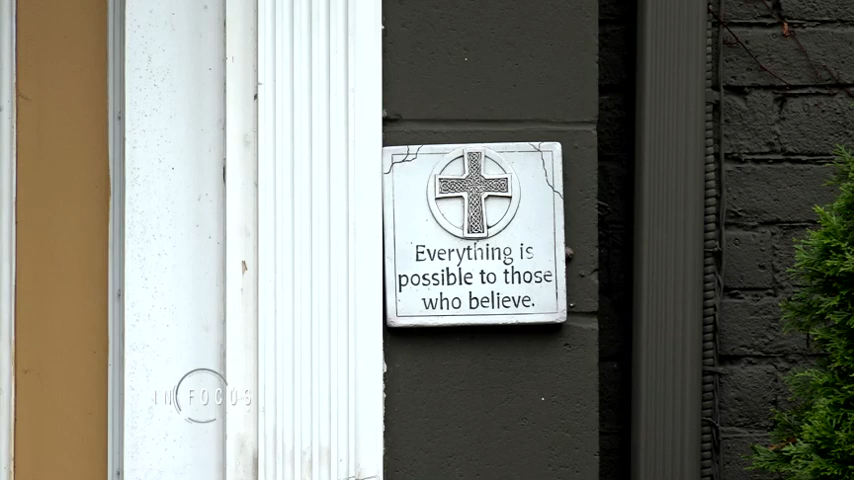 Everything is
possible to those
who believe.
IN FOCUS